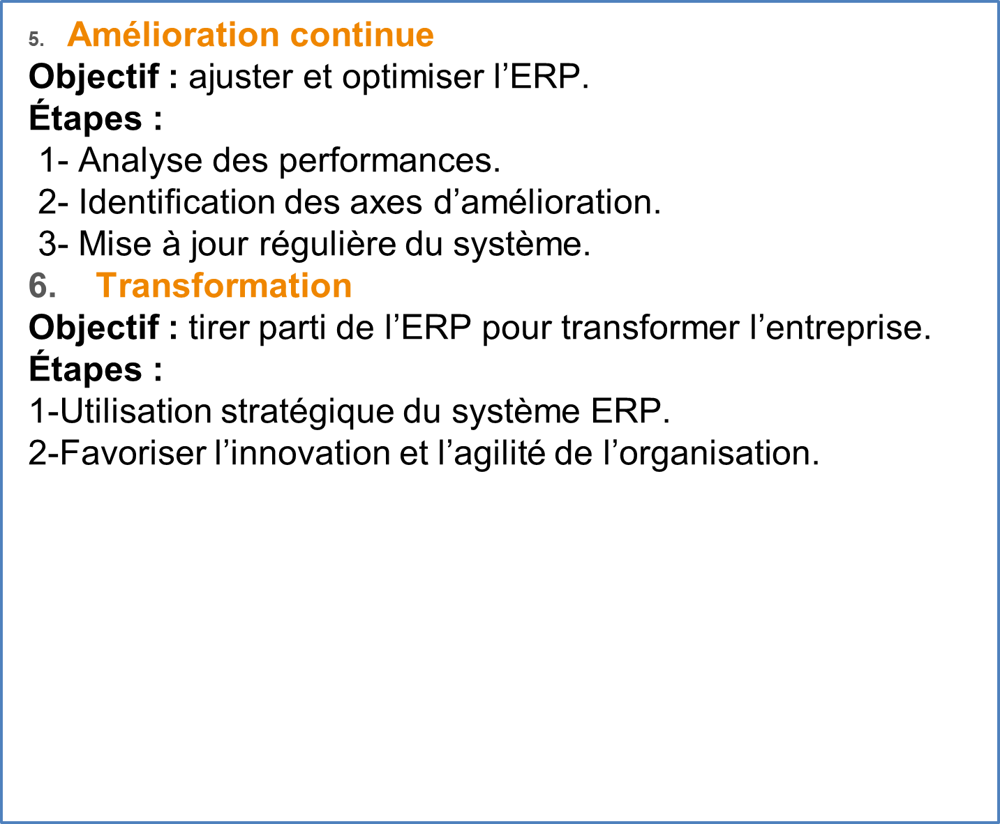 5. Amélioration continue
Objectif : ajuster et optimiser l’ERP.
Étapes :
1- Analyse des performances.
2- Identification des axes d’amélioration.
3- Mise à jour régulière du système.
6. Transformation
Objectif : tirer parti de l’ERP pour transformer l’entreprise.
Étapes :
1-Utilisation stratégique du système ERP.
2-Favoriser l’innovation et l’agilité de l’organisation.